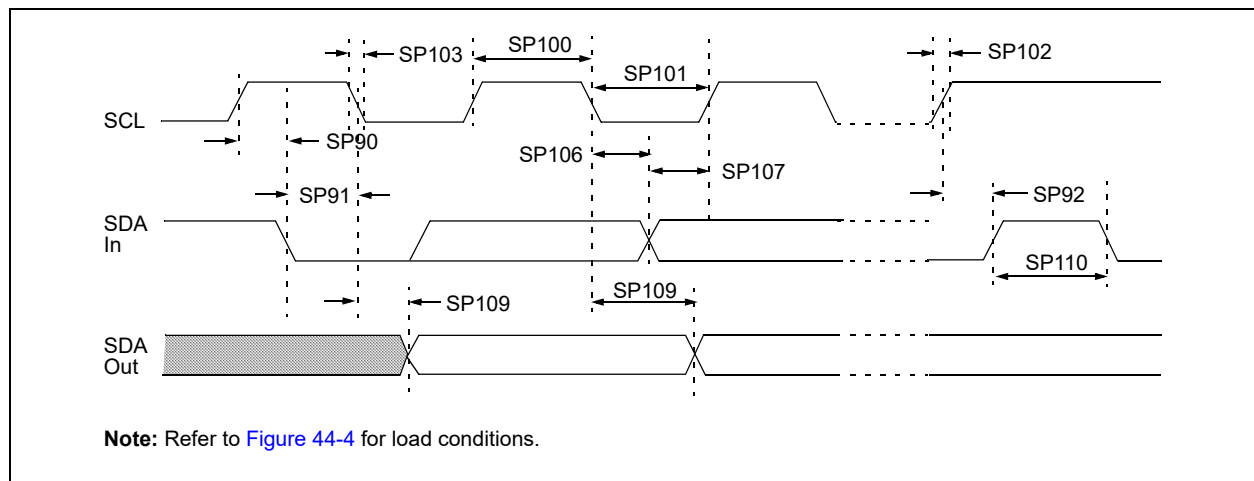 SP103
SP100
SP101
SP102
SCL
SP90
SP106
SP107
SP91
SP92
SDA
In
SP110
SP109
SP109
SDA
Out
Note: Refer to Figure 44-4 for load conditions.